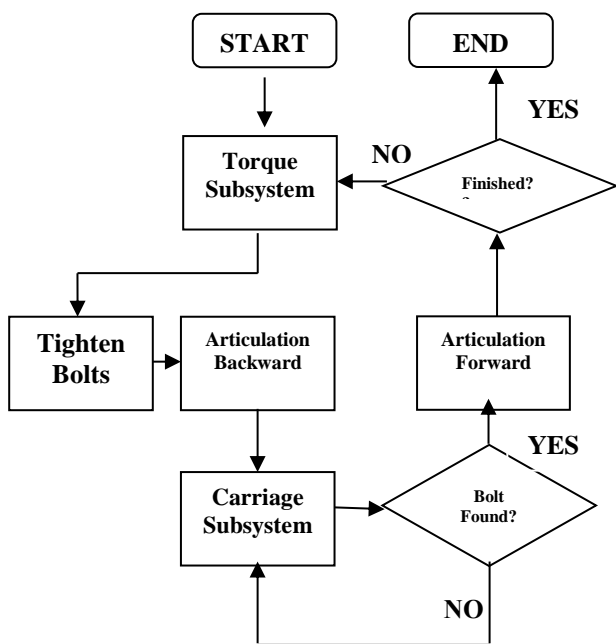 START
END
YES
NO
Torque
Subsystem
Finished?
Tighten
Bolts
Articulation
Backward
Articulation
Forward
YES
Carriage
Subsystem
Bolt
Found?
NO